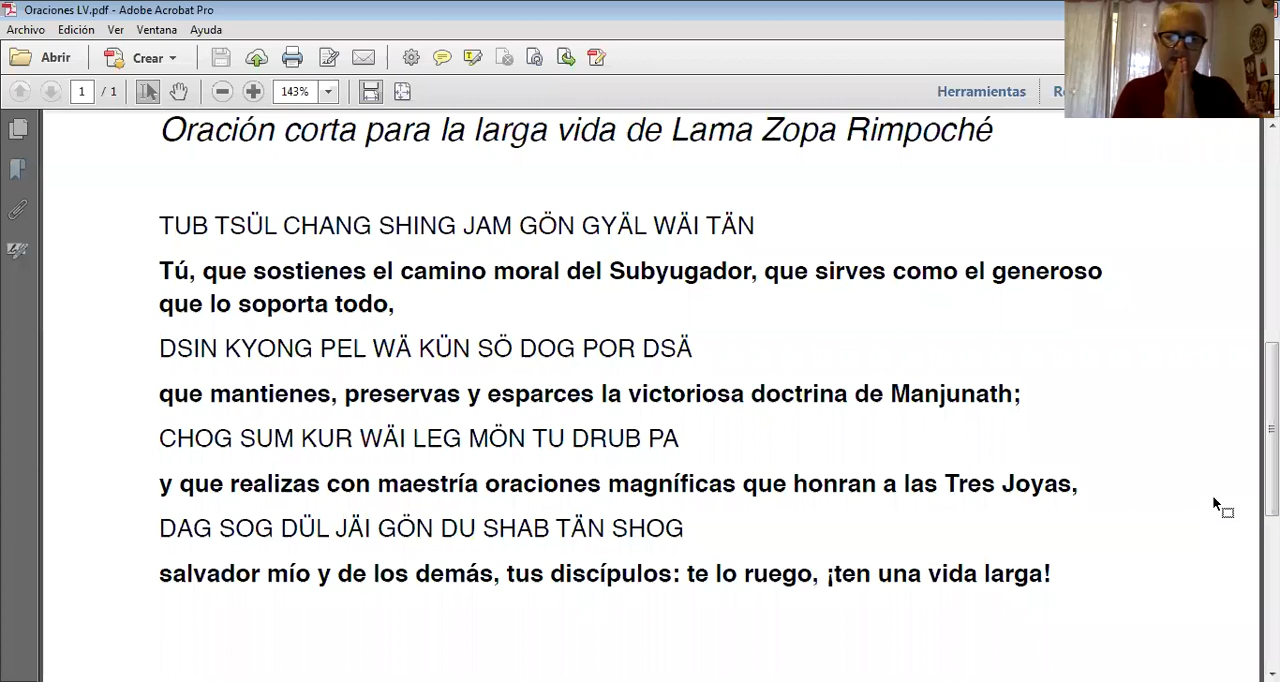 Oraciones LV.pdf - Adobe Acrobat Pro
Archivo Edición Ver Ventana Ayuda
Abrir Crear
1 / 1 143% Herramientas
Oración corta para la larga vida de Lama Zopa Rimpoché
TUB TSÜL CHANG SHING JAM GÖN GYÄL WÄI TÄN
Tú, que sostienes el camino moral del Subyugador, que sirves como el generoso
que lo soporta todo,
DSIN KYONG PEL WÄ KÜN SÖ DOG POR DSÄ
que mantienes, preservas y esparces la victoriosa doctrina de Manjunath;
CHOG SUM KUR WÄI LEG MÖN TU DRUB PA
y que realizas con maestría oraciones magníficas que honran a las Tres Joyas,
DAG SOG DÜL JÄI GÖN DU SHAB TÄN SHOG
salvador mío y de los demás, tus discípulos: te lo ruego, ¡ten una vida larga!